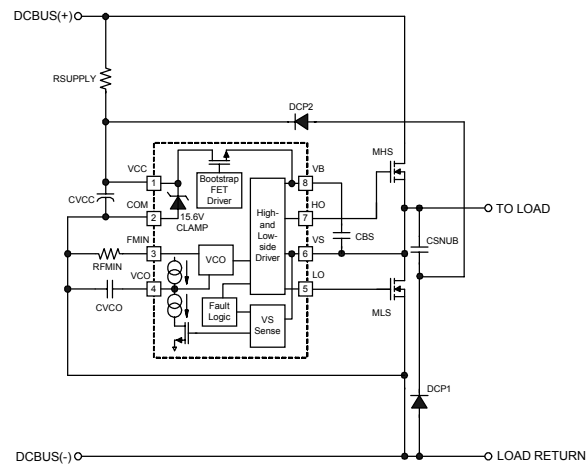 DCBUS(+)
RSUPPLY
DCP2
MHS
VCC
1
Bootstrap
FET
Driver
VB
8
CVCC
COM
2
15.6V
CLAMP
High-
and
Low-
side
Driver
HO
7
TO LOAD
CBS
CSNUB
FMIN
3
RFMIN
VCO
VS
6
VCO
4
CVCO
LO
5
Fault
Logic
VS
Sense
MLS
DCP1
DCBUS(-)
LOAD RETURN